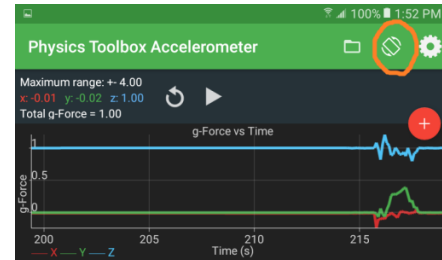 100% 1:52 PM
Physics Toolbox Accelerometer
Maximum range: +- 4.00
x:-0.01 y:-0.02 z: 1.00
Total g-Force = 1.00
+
g-Force vs Time
1
0.5
0
g-Force
200 205 210 215
X Y Z Time (s)